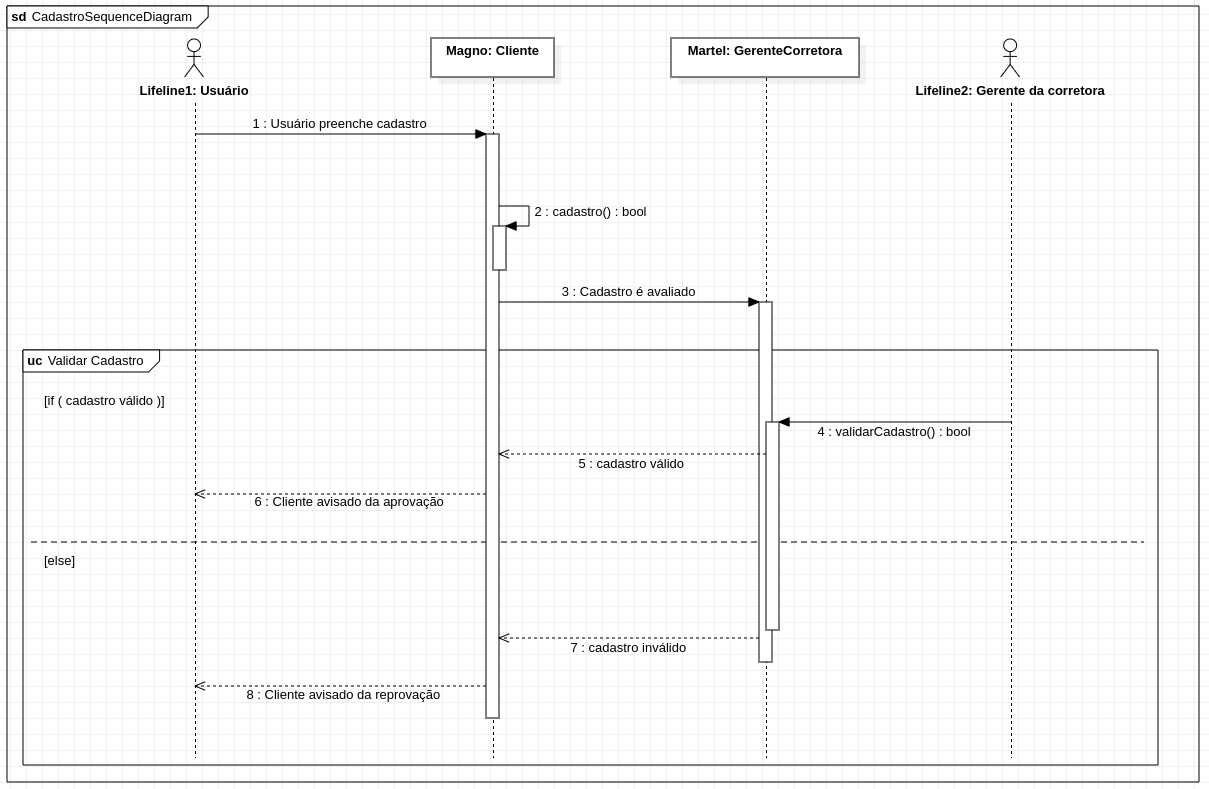 sd CadastroSequenceDiagram
Lifeline1: Usuário
Magno: Cliente
Martel: GerenteCorretora
Lifeline2: Gerente da corretora
1 : Usuário preenche cadastro
2 : cadastro() : bool
3 : Cadastro é avaliado
uc Validar Cadastro
[if ( cadastro válido )]
4 : validarCadastro() : bool
5 : cadastro válido
6 : Cliente avisado da aprovação
[else]
7 : cadastro inválido
8 : Cliente avisado da reprovação